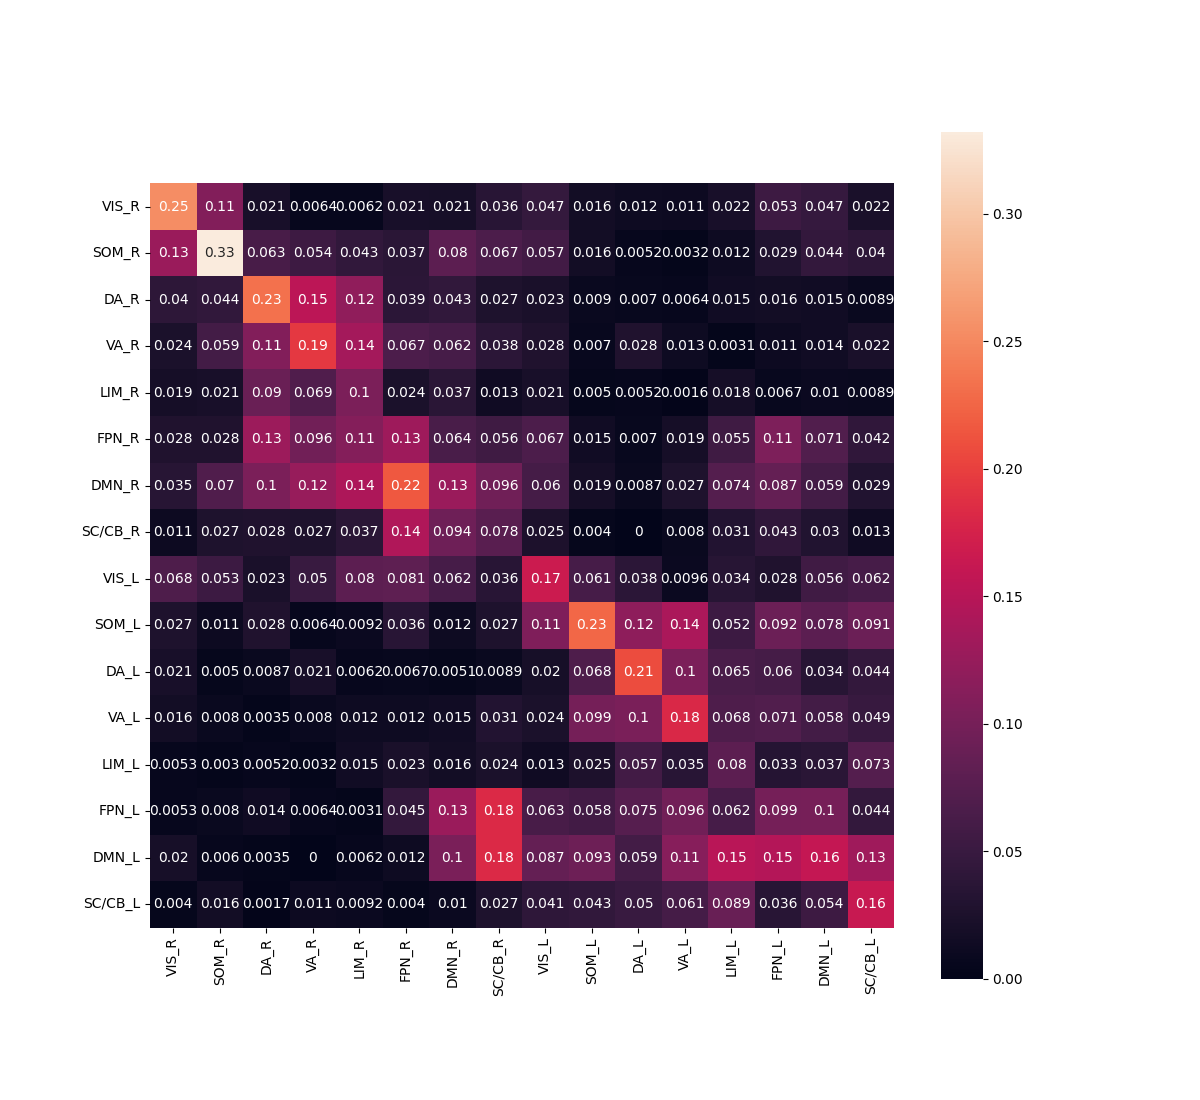 VIS_R 0.25 0.11 0.021 0.0064 0.0062 0.021 0.021 0.036 0.047 0.016 0.012 0.011 0.022 0.053 0.047 0.022
SOM_R 0.13 0.33 0.063 0.054 0.043 0.037 0.08 0.067 0.057 0.016 0.0052 0.0032 0.012 0.029 0.044 0.04
DA_R 0.04 0.044 0.23 0.15 0.12 0.039 0.043 0.027 0.023 0.009 0.007 0.0064 0.015 0.016 0.015 0.0089
VA_R 0.024 0.059 0.11 0.19 0.14 0.067 0.062 0.038 0.028 0.007 0.028 0.013 0.0031 0.011 0.014 0.022
LIM_R 0.019 0.021 0.09 0.069 0.1 0.024 0.037 0.013 0.021 0.005 0.0052 0.0016 0.018 0.0067 0.01 0.0089
FPN_R 0.028 0.028 0.13 0.096 0.11 0.13 0.064 0.056 0.067 0.015 0.007 0.019 0.055 0.11 0.071 0.042
DMN_R 0.035 0.07 0.1 0.12 0.14 0.22 0.13 0.096 0.06 0.019 0.0087 0.027 0.074 0.087 0.059 0.029
SC/CB_R 0.011 0.027 0.028 0.027 0.037 0.14 0.094 0.078 0.025 0.004 0 0.008 0.031 0.043 0.03 0.013
VIS_L 0.068 0.053 0.023 0.05 0.08 0.081 0.062 0.036 0.17 0.061 0.038 0.0096 0.034 0.028 0.056 0.062
SOM_L 0.027 0.011 0.028 0.0064 0.0092 0.036 0.012 0.027 0.11 0.23 0.12 0.14 0.052 0.092 0.078 0.091
DA_L 0.021 0.005 0.0087 0.021 0.0062 0.0067 0.0051 0.0089 0.02 0.068 0.21 0.1 0.065 0.06 0.034 0.044
VA_L 0.016 0.008 0.0035 0.008 0.012 0.012 0.015 0.031 0.024 0.099 0.1 0.18 0.068 0.071 0.058 0.049
LIM_L 0.0053 0.003 0.0052 0.0032 0.015 0.023 0.016 0.024 0.013 0.025 0.057 0.035 0.08 0.033 0.037 0.073
FPN_L 0.0053 0.008 0.014 0.0064 0.0031 0.045 0.13 0.18 0.063 0.058 0.075 0.096 0.062 0.099 0.1 0.044
DMN_L 0.02 0.006 0.0035 0 0.0062 0.012 0.1 0.18 0.087 0.093 0.059 0.11 0.15 0.15 0.16 0.13
SC/CB_L 0.004 0.016 0.0017 0.011 0.0092 0.004 0.01 0.027 0.041 0.043 0.05 0.061 0.089 0.036 0.054 0.16
VIS_R SOM_R DA_R VA_R LIM_R FPN_R DMN_R SC/CB_R VIS_L SOM_L DA_L VA_L LIM_L FPN_L DMN_L SC/CB_L
0.30
0.25
0.20
0.15
0.10
0.05
0.00